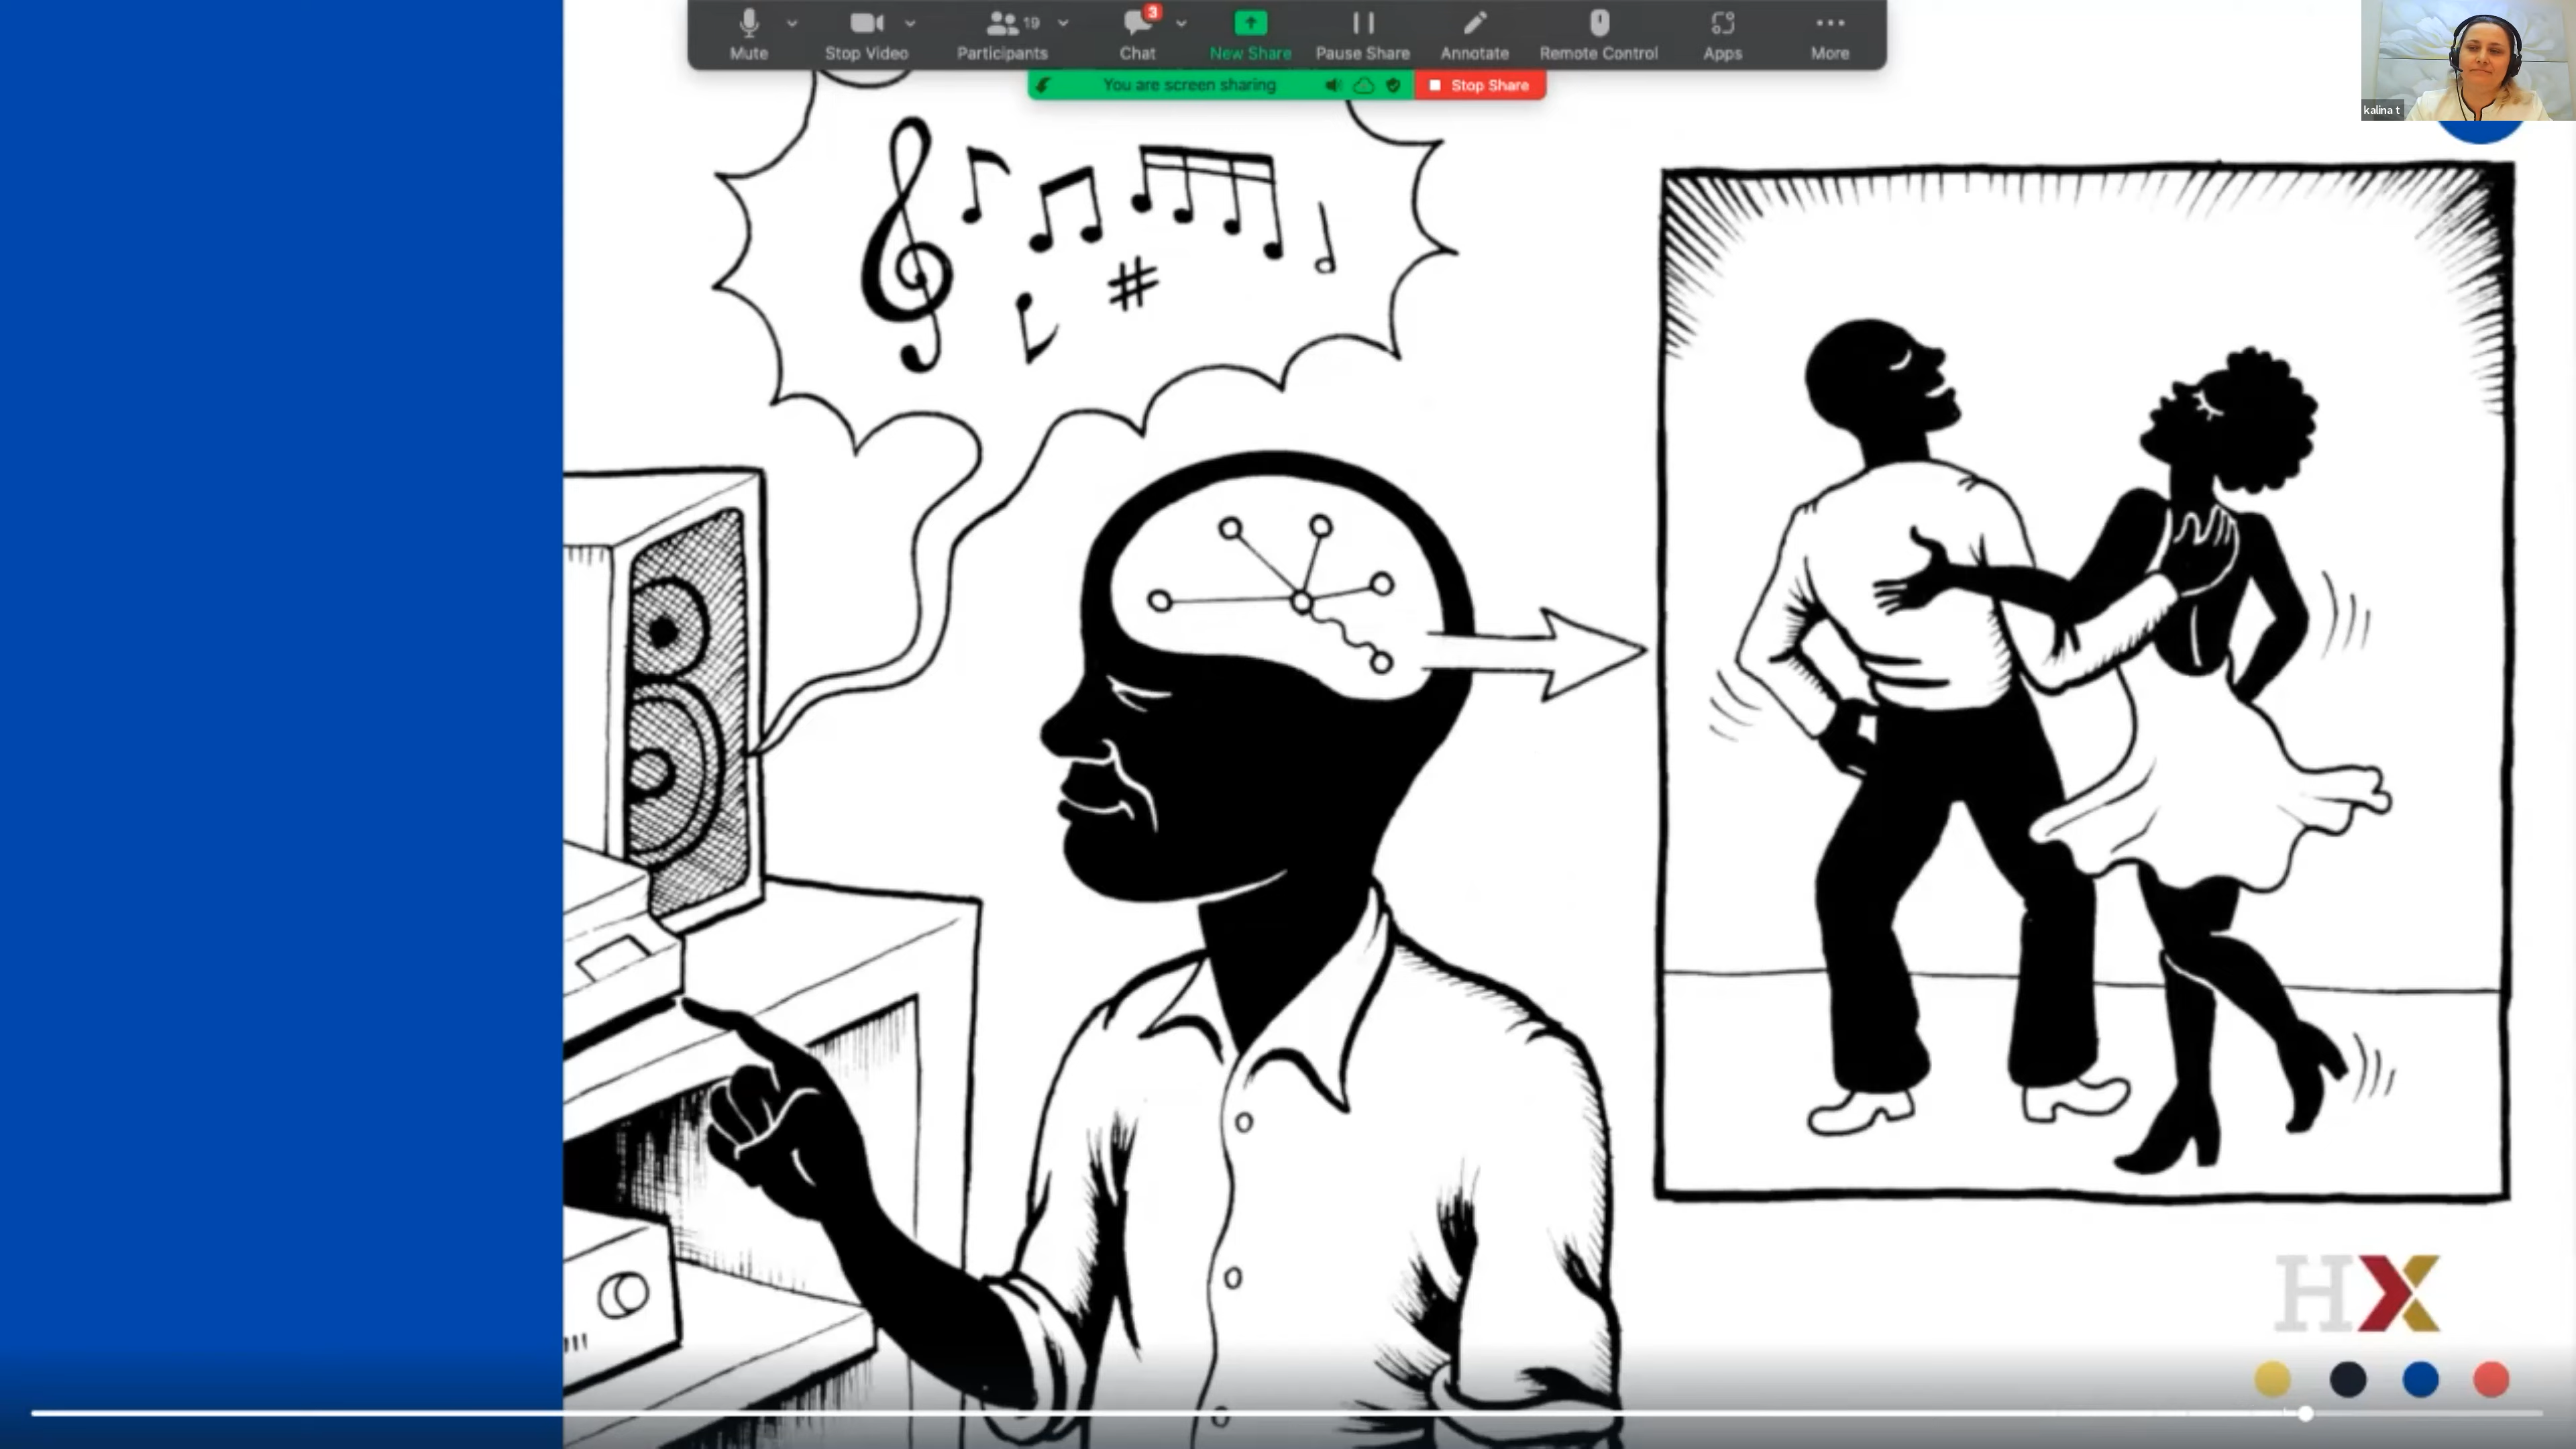 Mute
Stop Video
Participants 19
Chat 3
New Share
Pause Share
Annotate
Remote Control
Apps
More
You are screen sharing
Stop Share
kalina t
HX